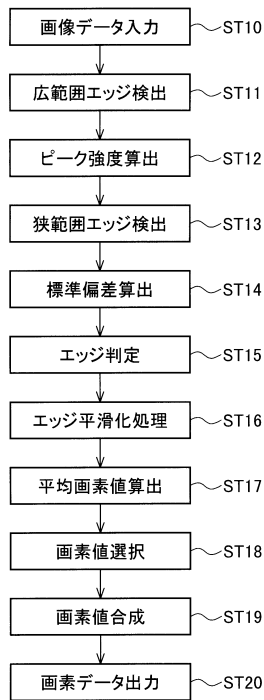 画像データ入力 ST10
広範囲エッジ検出 ST11
ピーク強度算出 ST12
狭範囲エッジ検出 ST13
標準偏差算出 ST14
エッジ判定 ST15
エッジ平滑化処理 ST16
平均画素値算出 ST17
画素値選択 ST18
画素値合成 ST19
画素データ出力 ST20